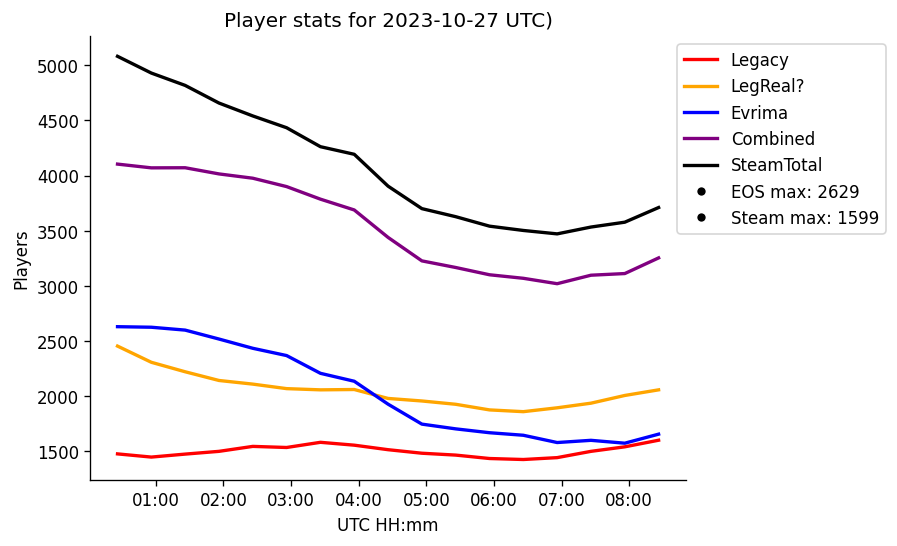 Player stats for 2023-10-27 UTC)
Players
5000
4500
4000
3500
3000
2500
2000
1500
01:00 02:00 03:00 04:00 05:00 06:00 07:00 08:00
UTC HH:mm
Legacy
LegReal?
Evrima
Combined
SteamTotal
EOS max: 2629
Steam max: 1599